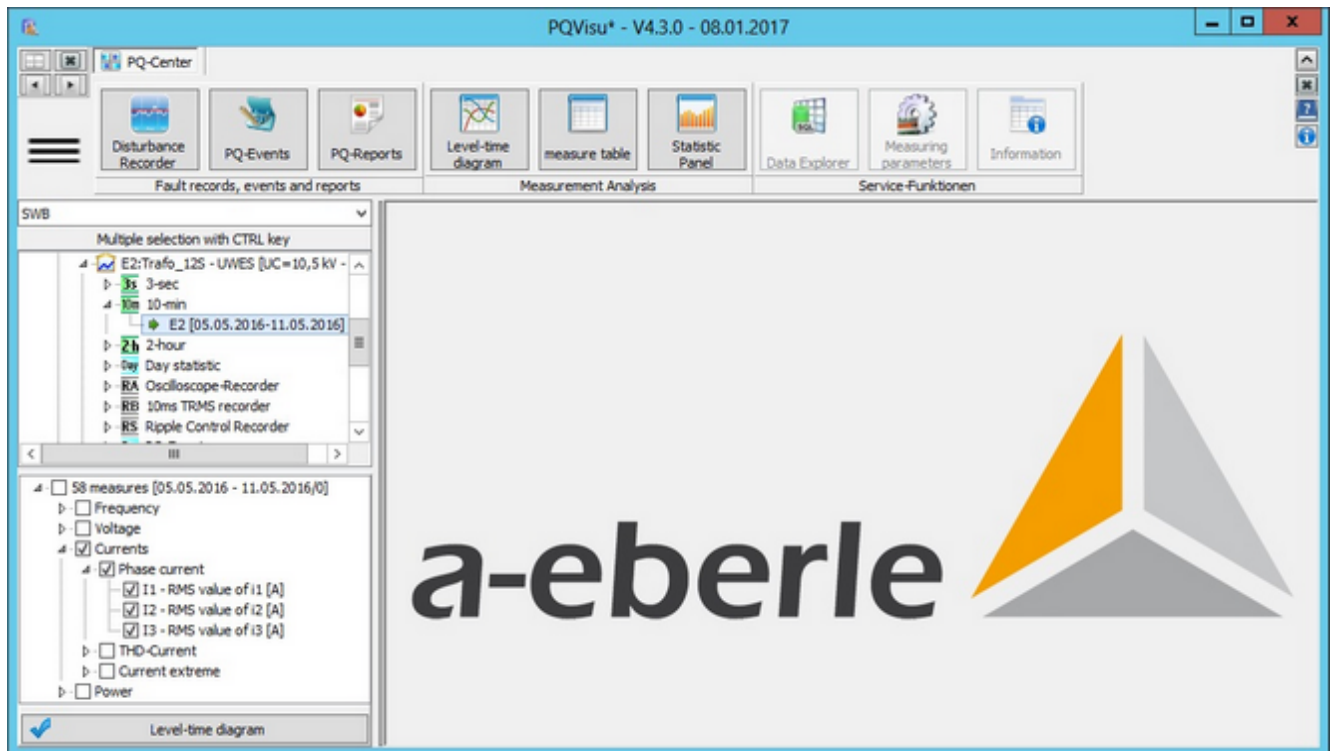 PQVisu* - V4.3.0 - 08.01.2017
PQ-Center
Disturbance
Recorder
PQ-Events
PQ-Reports
Level-time
diagram
measure table
Statistic
Panel
SQL
Data Explorer
Measuring
parameters
Information
Fault records, events and reports
Measurement Analysis
Service-Funktionen
SWB
Multiple selection with CTRL key
E2:Trafo_12S - UWES [UC=10,5 kV -
3s 3-sec
10m 10-min
E2 [05.05.2016-11.05.2016]
2h 2-hour
Day Day statistic
RA Oscilloscope-Recorder
RB 10ms TRMS recorder
RS Ripple Control Recorder
58 measures [05.05.2016 - 11.05.2016/0]
Frequency
Voltage
Currents
Phase current
I1 - RMS value of i1 [A]
I2 - RMS value of i2 [A]
I3 - RMS value of i3 [A]
THD-Current
Current extreme
Power
Level-time diagram
a-eberle